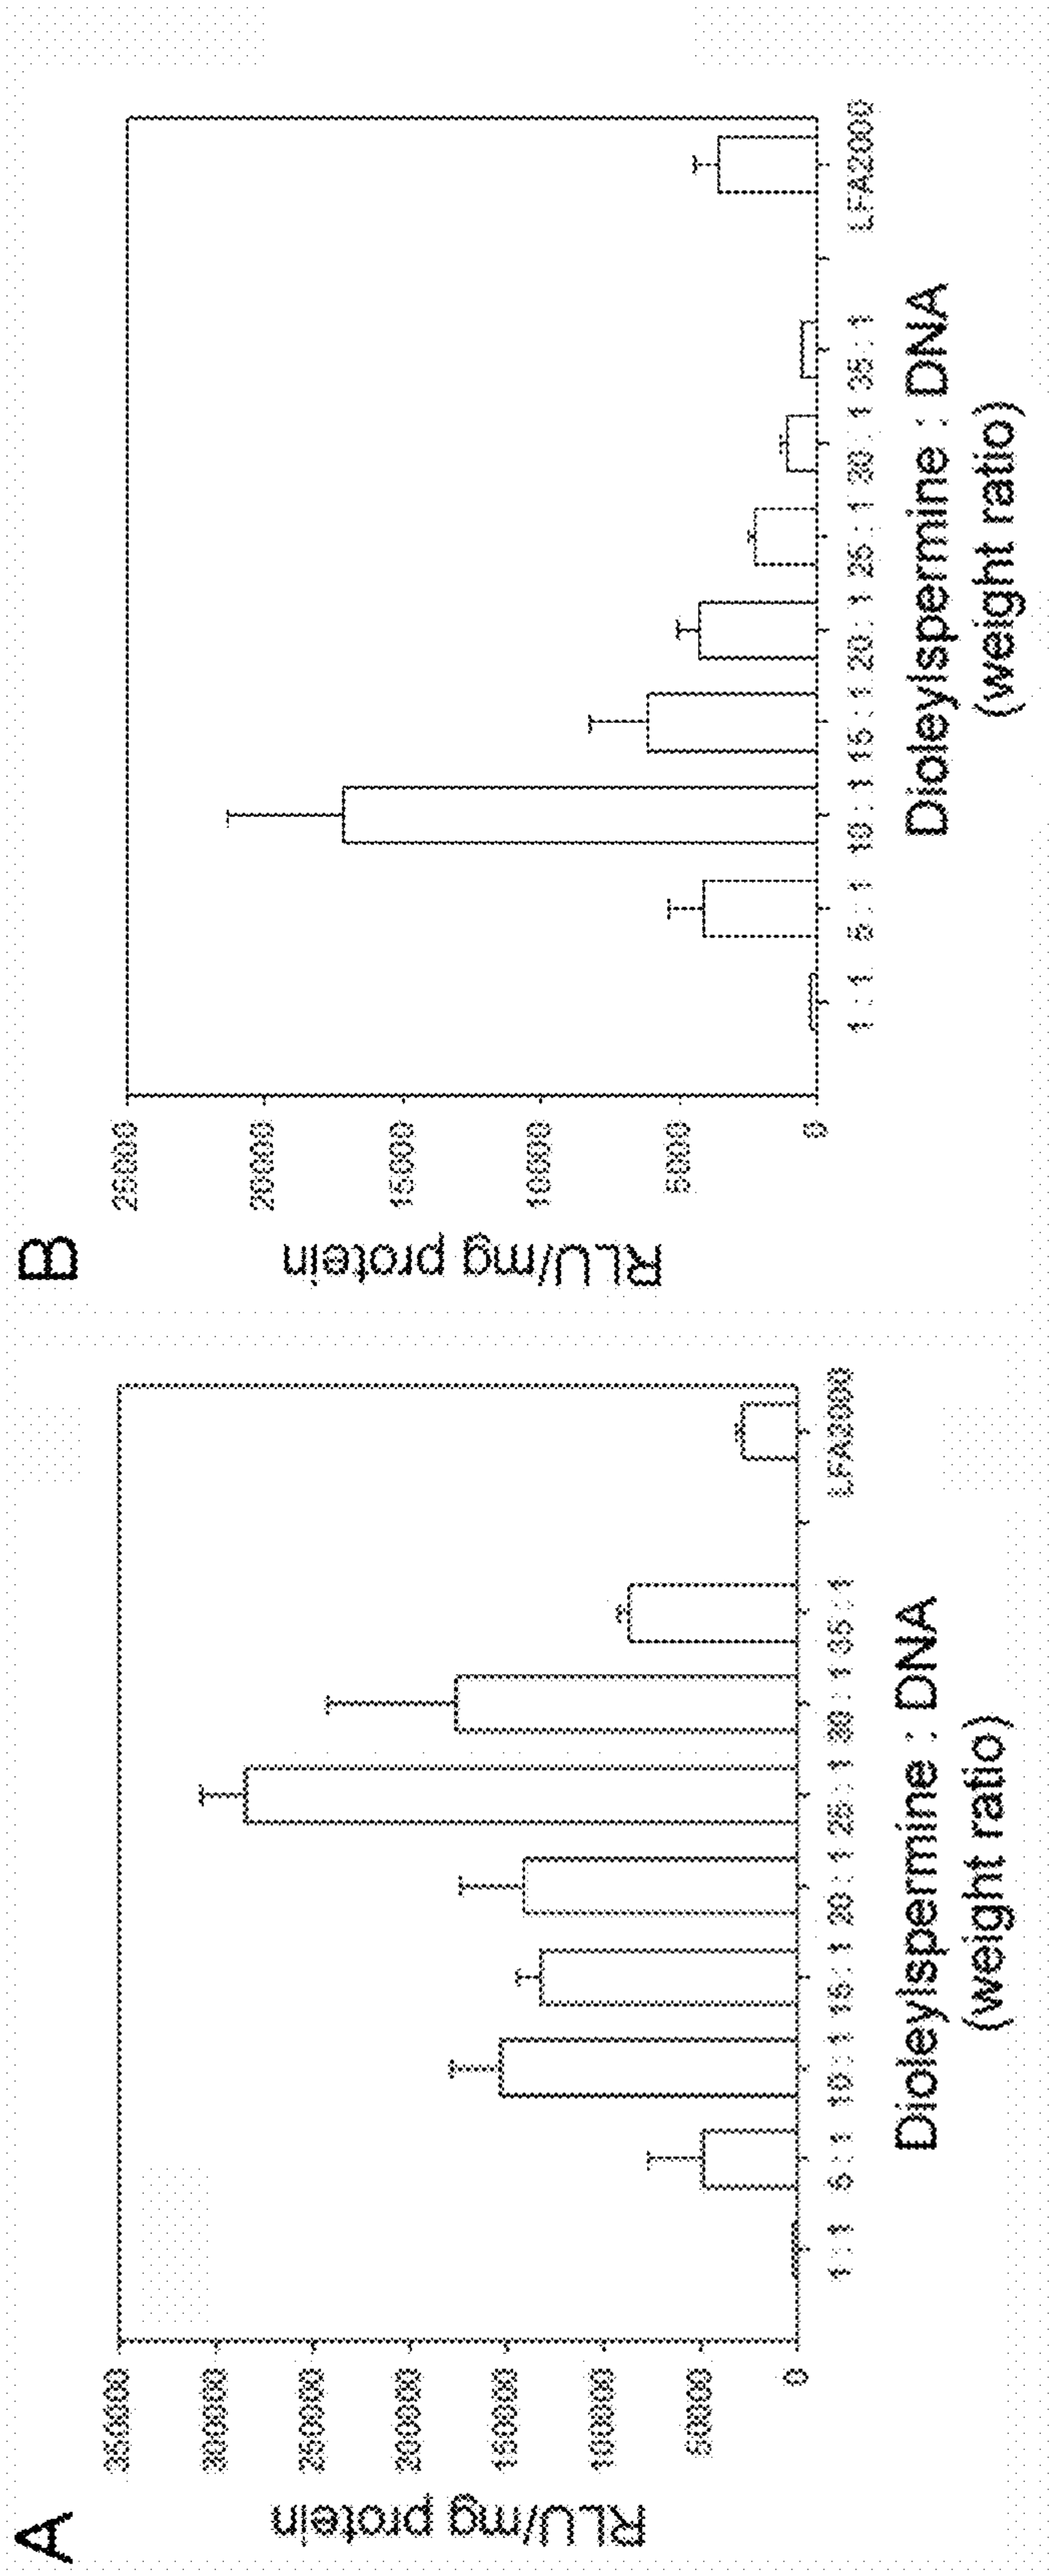 A
RLU/mg protein
350000
300000
250000
200000
150000
100000
50000
0
1 : 1
5 : 1
10 : 1
15 : 1
20 : 1
25 : 1
30 : 1
35 : 1
LFA2000
Dioleylspermine : DNA
(weight ratio)
B
RLU/mg protein
25000
20000
15000
10000
5000
0
1 : 1
5 : 1
10 : 1
15 : 1
20 : 1
25 : 1
30 : 1
35 : 1
LFA2000
Dioleylspermine : DNA
(weight ratio)